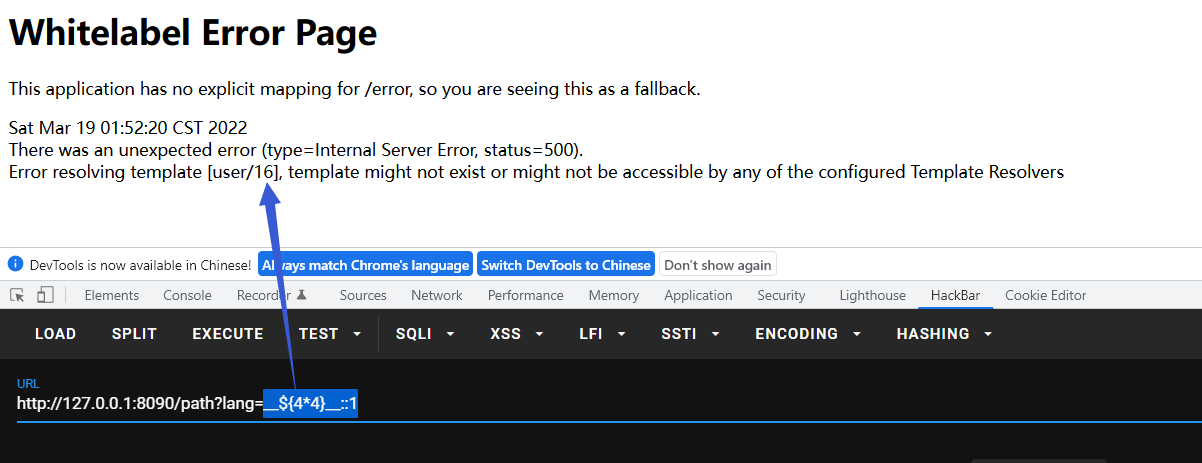 Whitelabel Error Page
This application has no explicit mapping for /error, so you are seeing this as a fallback.
Sat Mar 19 01:52:20 CST 2022
There was an unexpected error (type=Internal Server Error, status=500).
Error resolving template [user/16], template might not exist or might not be accessible by any of the configured Template Resolvers
DevTools is now available in Chinese! Always match Chrome's language Switch DevTools to Chinese Don't show again
Elements Console Recorder Sources Network Performance Memory Application Security Lighthouse HackBar Cookie Editor
LOAD SPLIT EXECUTE TEST SQLI XSS LFI SSTI ENCODING HASHING
URL
http://127.0.0.1:8090/path?lang=__${4*4}__::1